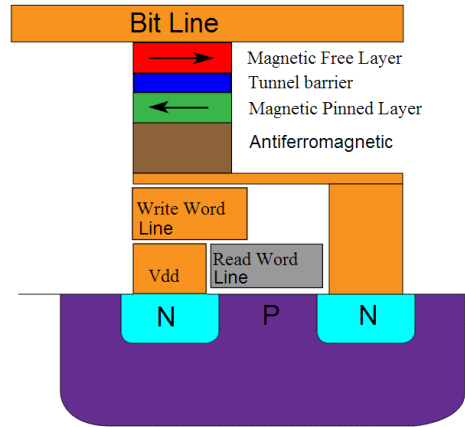 Bit Line
Magnetic Free Layer
Tunnel barrier
Magnetic Pinned Layer
Antiferromagnetic
Write Word
Line
Vdd
Read Word
Line
N
P
N